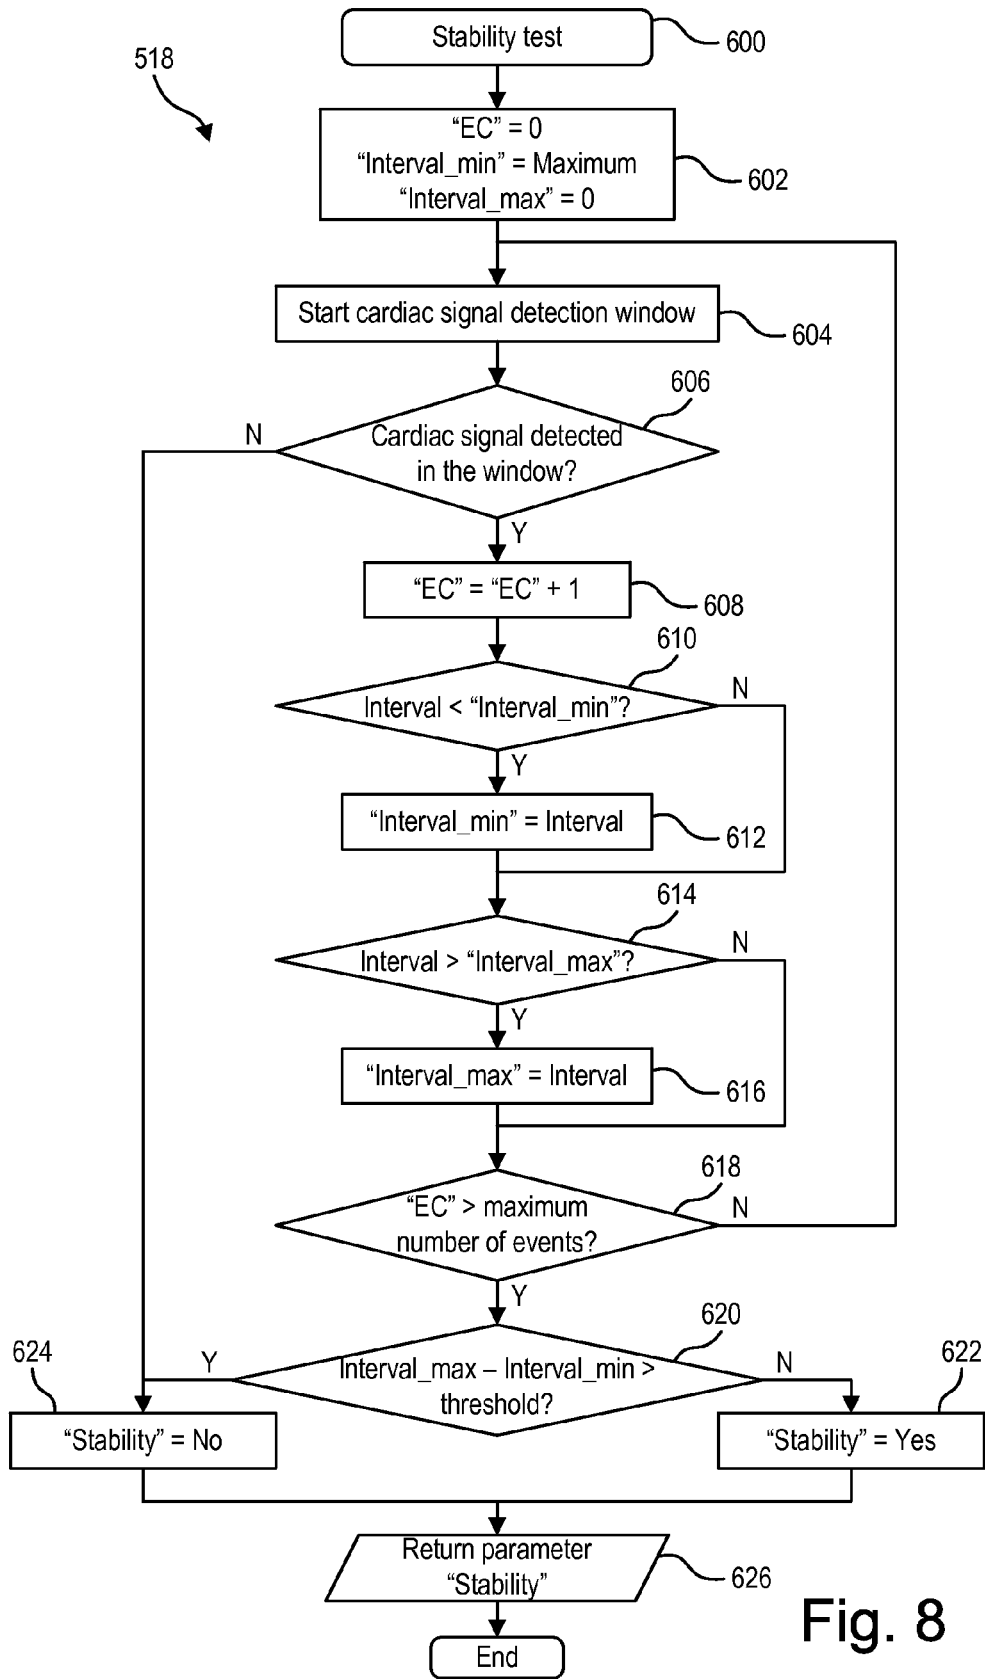 Stability test
600
518
“EC” = 0
“Interval_min” = Maximum
“Interval_max” = 0
602
Start cardiac signal detection window
604
606
Cardiac signal detected
in the window?
N
Y
“EC” = “EC” + 1
608
610
Interval < “Interval_min”?
N
Y
“Interval_min” = Interval
612
614
Interval > “Interval_max”?
N
Y
“Interval_max” = Interval
616
618
“EC” > maximum
number of events?
N
Y
620
Interval_max – Interval_min >
threshold?
Y
N
624
“Stability” = No
622
“Stability” = Yes
Return parameter
“Stability”
626
End
Fig. 8